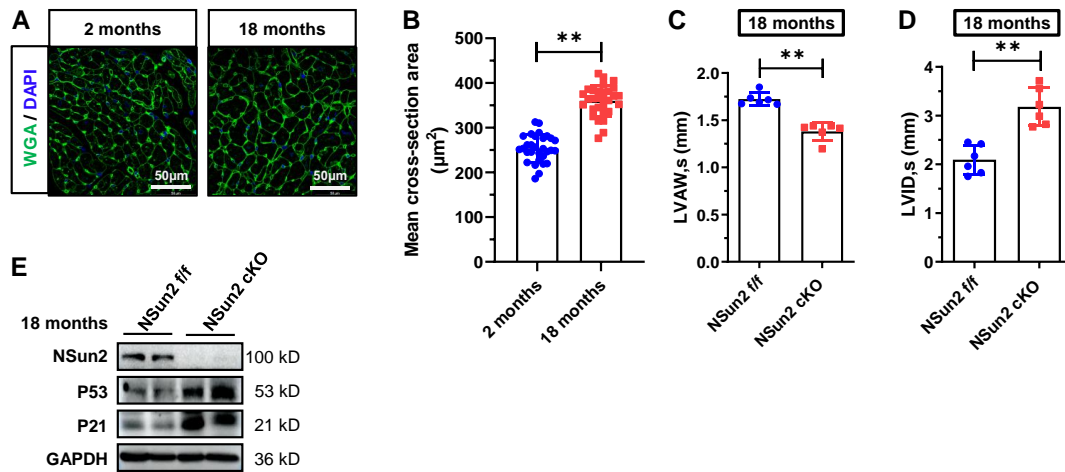 A
2 months
18 months
WGA / DAPI
50μm
50μm
B
**
Mean cross-section area
(μm²)
500
400
300
200
100
0
2 months
18 months
C
18 months
**
LVAW,s (mm)
2.0
1.5
1.0
0.5
0.0
NSun2 f/f
NSun2 cKO
D
18 months
**
LVID,s (mm)
4
3
2
1
0
NSun2 f/f
NSun2 cKO
E
NSun2 f/f
NSun2 cKO
18 months
NSun2
100 kD
P53
53 kD
P21
21 kD
GAPDH
36 kD